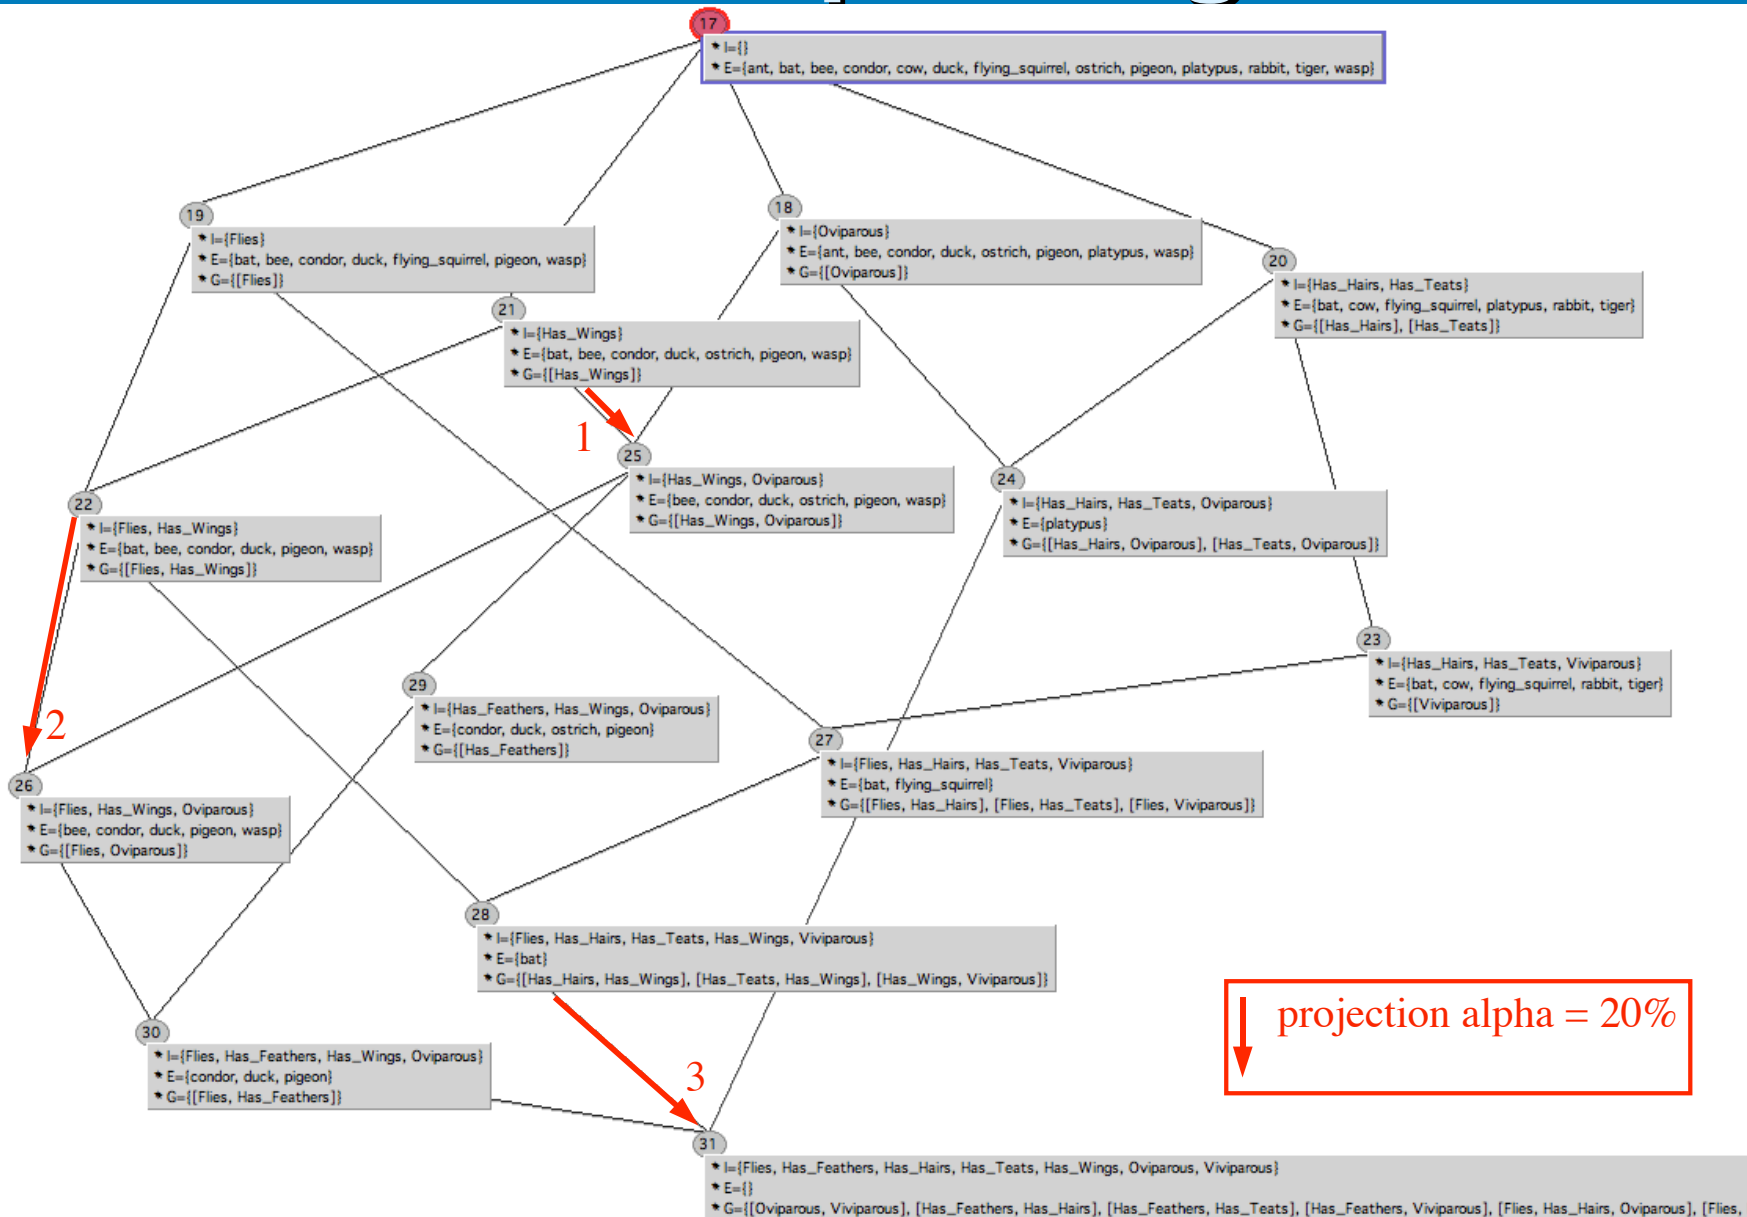 17
* I={}
* E={ant, bat, bee, condor, cow, duck, flying_squirrel, ostrich, pigeon, platypus, rabbit, tiger, wasp}
19
* I={Flies}
* E={bat, bee, condor, duck, flying_squirrel, pigeon, wasp}
* G={[Flies]}
18
* I={Oviparous}
* E={ant, bee, condor, duck, ostrich, pigeon, platypus, wasp}
* G={[Oviparous]}
20
* I={Has_Hairs, Has_Teats}
* E={bat, cow, flying_squirrel, platypus, rabbit, tiger}
* G={[Has_Hairs], [Has_Teats]}
21
* I={Has_Wings}
* E={bat, bee, condor, duck, ostrich, pigeon, wasp}
* G={[Has_Wings]}
1
25
* I={Has_Wings, Oviparous}
* E={bee, condor, duck, ostrich, pigeon, wasp}
* G={[Has_Wings, Oviparous]}
24
* I={Has_Hairs, Has_Teats, Oviparous}
* E={platypus}
* G={[Has_Hairs, Oviparous], [Has_Teats, Oviparous]}
22
* I={Flies, Has_Wings}
* E={bat, bee, condor, duck, pigeon, wasp}
* G={[Flies, Has_Wings]}
23
* I={Has_Hairs, Has_Teats, Viviparous}
* E={bat, cow, flying_squirrel, rabbit, tiger}
* G={[Viviparous]}
29
* I={Has_Feathers, Has_Wings, Oviparous}
* E={condor, duck, ostrich, pigeon}
* G={[Has_Feathers]}
2
27
* I={Flies, Has_Hairs, Has_Teats, Viviparous}
* E={bat, flying_squirrel}
* G={[Flies, Has_Hairs], [Flies, Has_Teats], [Flies, Viviparous]}
26
* I={Flies, Has_Wings, Oviparous}
* E={bee, condor, duck, pigeon, wasp}
* G={[Flies, Oviparous]}
28
* I={Flies, Has_Hairs, Has_Teats, Has_Wings, Viviparous}
* E={bat}
* G={[Has_Hairs, Has_Wings], [Has_Teats, Has_Wings], [Has_Wings, Viviparous]}
projection alpha = 20%
30
* I={Flies, Has_Feathers, Has_Wings, Oviparous}
* E={condor, duck, pigeon}
* G={[Flies, Has_Feathers]}
3
31
* I={Flies, Has_Feathers, Has_Hairs, Has_Teats, Has_Wings, Oviparous, Viviparous}
* E={}
* G={[Oviparous, Viviparous], [Has_Feathers, Has_Hairs], [Has_Feathers, Has_Teats], [Has_Feathers, Viviparous], [Flies, Has_Hairs, Oviparous], [Flies,